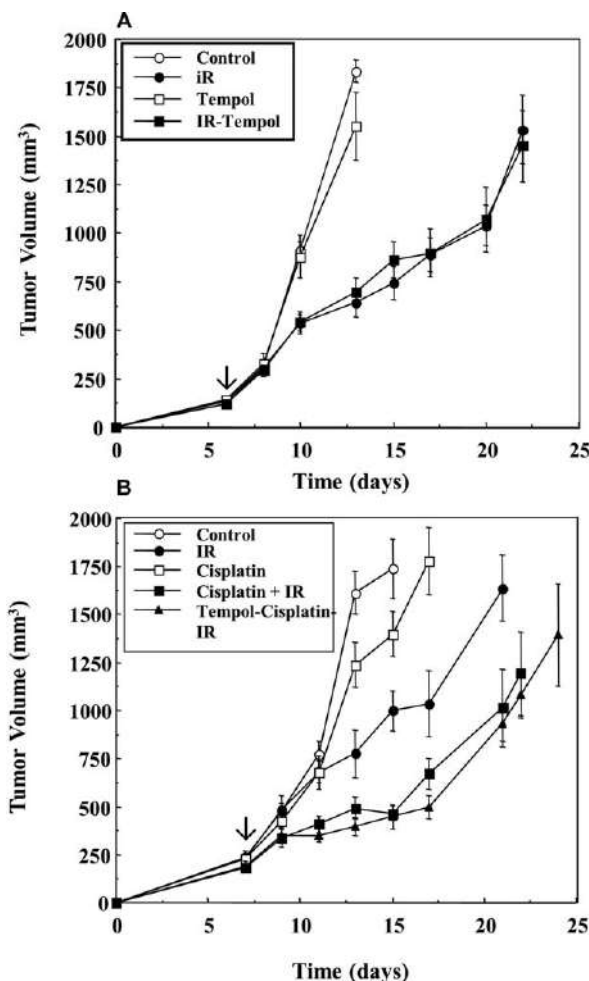 A
2000
1750
1500
1250
1000
750
500
250
0
Tumor Volume (mm³)
Control
iR
Tempol
IR-Tempol
0 5 10 15 20 25
Time (days)
B
2000
1750
1500
1250
1000
750
500
250
0
Tumor Volume (mm³)
Control
IR
Cisplatin
Cisplatin + IR
Tempol-Cisplatin-
IR
0 5 10 15 20 25
Time (days)